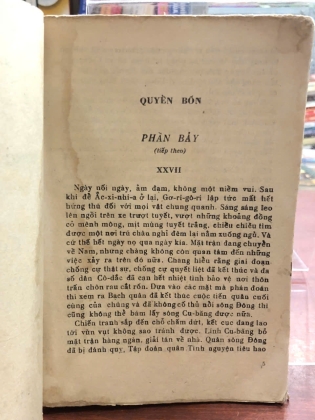 QUYỂN BỐN
PHẦN BẢY
(tiếp theo)
XXVII
Ngày nối ngày, ảm đạm, không một niềm vui. Sau
khi để Ắc-xi-nhi-a ở lại, Gơ-ri-gô-ri lập tức mất hết
hứng thú đối với mọi vật chung quanh. Sáng sáng leo
lên ngồi trên xe trượt tuyết, vượt những khoảng đồng
cỏ mênh mông, mịt mùng tuyết trắng, chiều chiều tìm
được một nơi trú chân nghỉ đêm lại nằm xuống ngủ. Và
cứ thế hết ngày nọ qua ngày kia. Mặt trận đang chuyển
về Nam, nhưng chàng không còn quan tâm đến những
việc xảy ra trên đó nữa. Chàng hiểu rằng giai đoạn
chống cự thật sự, chống cự quyết liệt đã kết thúc và đa
số dân Cô-dắc đã cạn hết nhiệt tình bảo vệ nơi thôn
trấn chôn rau cắt rốn. Dựa vào các mặt mà phán đoán
thì xem ra Bạch quân đã kết thúc cuộc tiến quân cuối
cùng của chúng và đã không cố thủ nổi sông Đông thì
cũng không thể bám lấy sông Cu-băng được nữa.
Chiến tranh sắp đến chỗ chấm dứt, kết cục đang lao
tới vùn vụt không sao tránh được. Lính Cu-băng bỏ
mặt trận hàng ngàn, giải tán về nhà. Quân sông Đông
đã bị đánh quỵ. Tập đoàn quân Tình nguyện tiêu hao
3